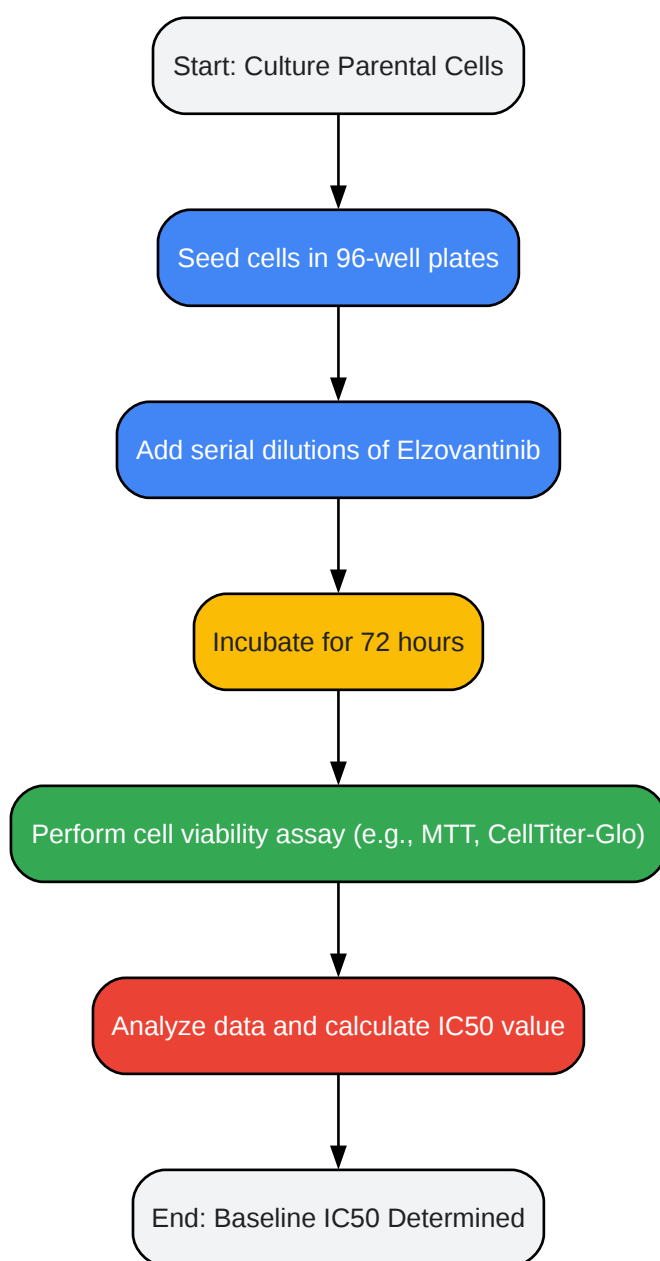 Start: Culture Parental Cells
Seed cells in 96-well plates
Add serial dilutions of Elzovantinib
Incubate for 72 hours
Perform cell viability assay (e.g., MTT, CellTiter-Glo)
Analyze data and calculate IC50 value
End: Baseline IC50 Determined